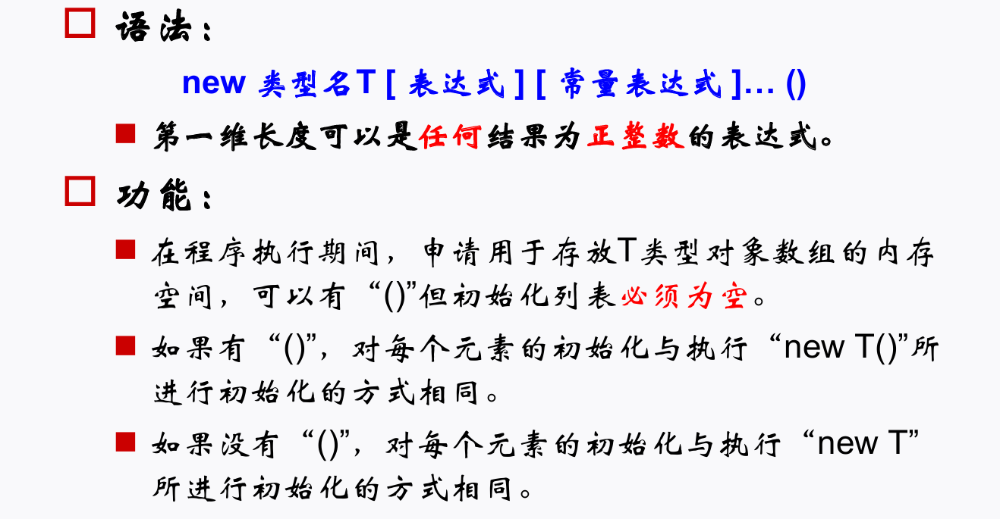 语法：
new 类型名T [ 表达式 ] [ 常量表达式 ]… ()
第一维长度可以是任何结果为正整数的表达式。
功能：
在程序执行期间，申请用于存放T类型对象数组的内存
空间，可以有“()”但初始化列表必须为空。
如果有“()”，对每个元素的初始化与执行“new T()”所
进行初始化的方式相同。
如果没有“()”，对每个元素的初始化与执行“new T”
所进行初始化的方式相同。